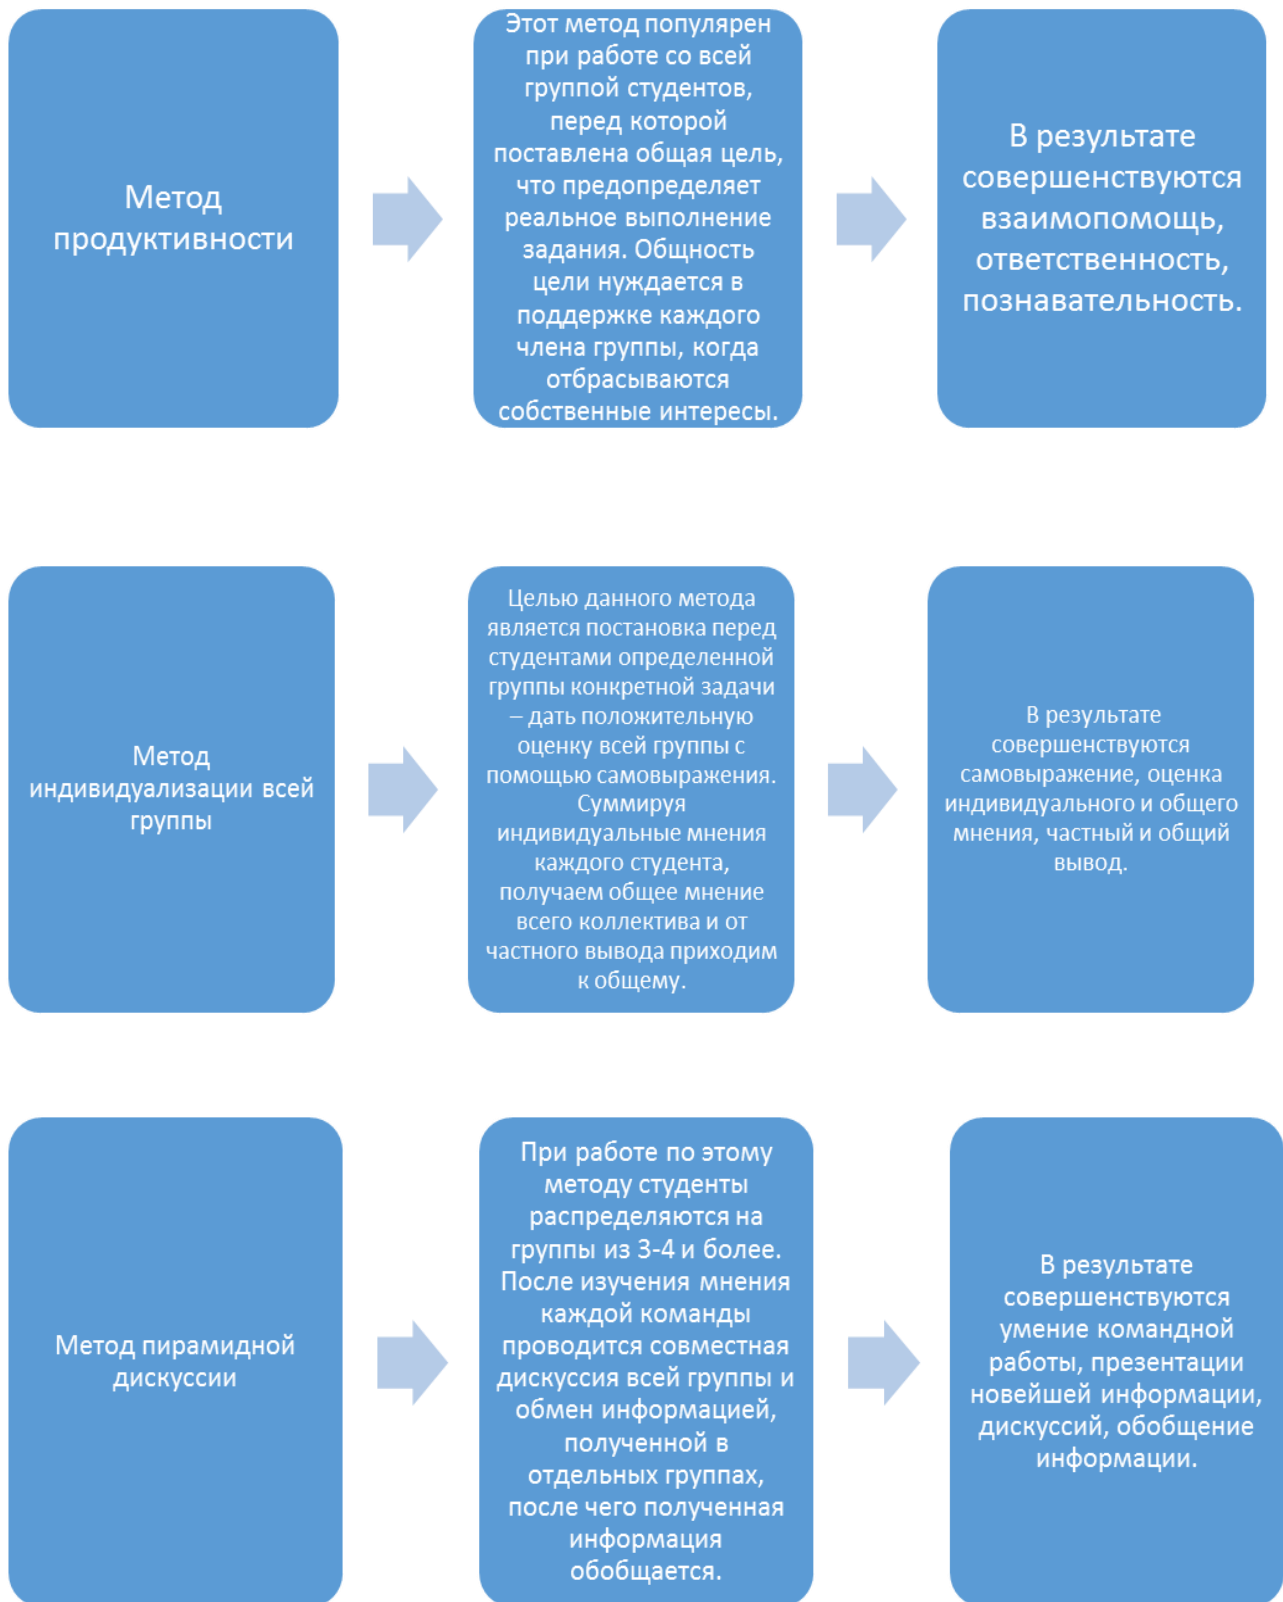 Метод
продуктивности
Этот метод популярен
при работе со всей
группой студентов,
перед которой
поставлена общая цель,
что предопределяет
реальное выполнение
задания. Общность
цели нуждается в
поддержке каждого
члена группы, когда
отбрасываются
собственные интересы.
В результате
совершенствуются
взаимопомощь,
ответственность,
познавательность.
Метод
индивидуализации всей
группы
Целью данного метода
является постановка перед
студентами определенной
группы конкретной задачи
– дать положительную
оценку всей группы с
помощью самовыражения.
Суммируя
индивидуальные мнения
каждого студента,
получаем общее мнение
всего коллектива и от
частного вывода приходим
к общему.
В результате
совершенствуются
самовыражение, оценка
индивидуального и общего
мнения, частный и общий
вывод.
Метод пирамидной
дискуссии
При работе по этому
методу студенты
распределяются на
группы из 3-4 и более.
После изучения мнения
каждой команды
проводится совместная
дискуссия всей группы и
обмен информацией,
полученной в
отдельных группах,
после чего полученная
информация
обобщается.
В результате
совершенствуются
умение командной
работы, презентации
новейшей информации,
дискуссий, обобщение
информации.